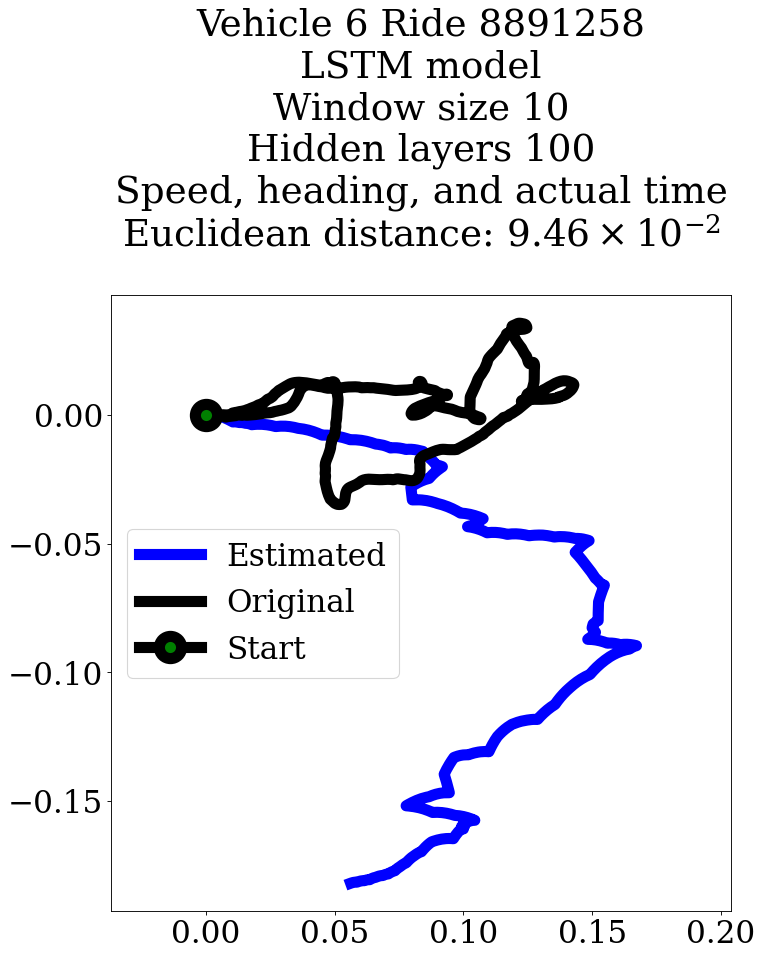 Vehicle 6 Ride 8891258
LSTM model
Window size 10
Hidden layers 100
Speed, heading, and actual time
Euclidean distance: 9.46 × 10⁻²
0.00
−0.05
−0.10
−0.15
Estimated
Original
Start
0.00 0.05 0.10 0.15 0.20